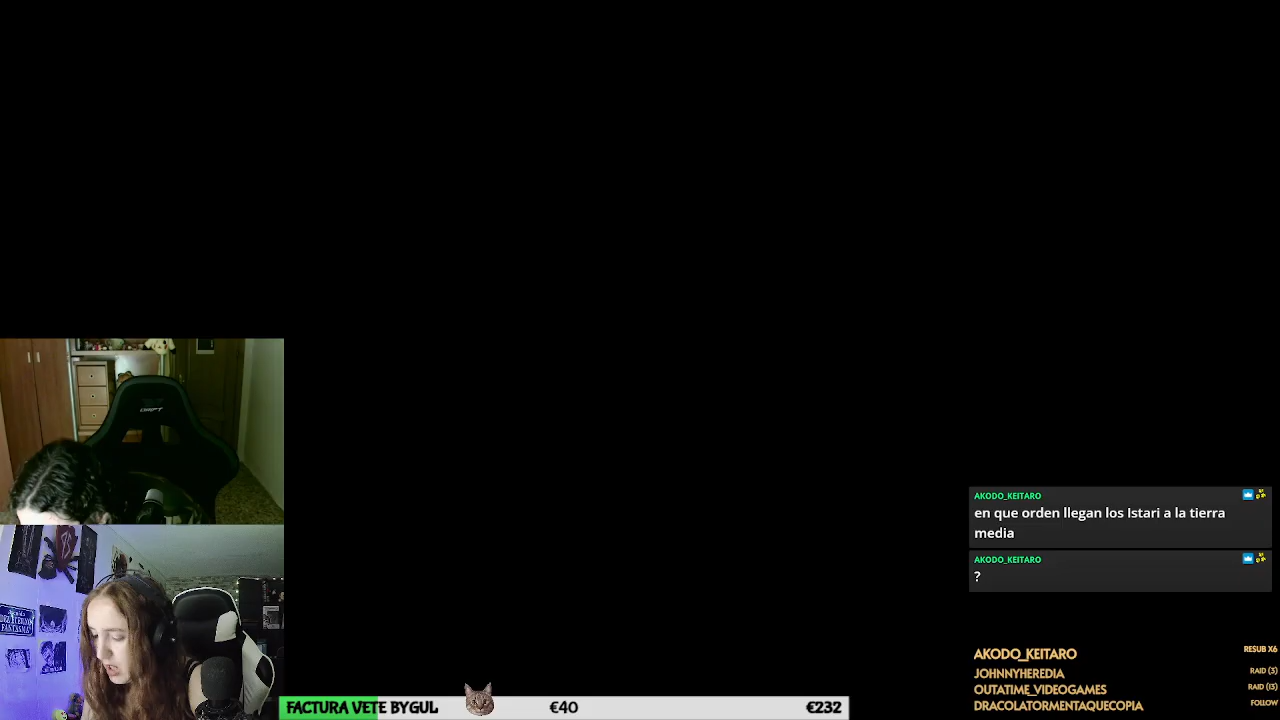 AKODO_KEITARO
en que orden llegan los Istari a la tierra
media
AKODO_KEITARO
?
AKODO_KEITARO RESUB X6
JOHNNYHEREDIA RAID (3)
OUTATIME_VIDEOGAMES RAID (13)
DRACOLATORMENTAQUECOPIA FOLLOW
FACTURA VETE BYGUL €40 €232